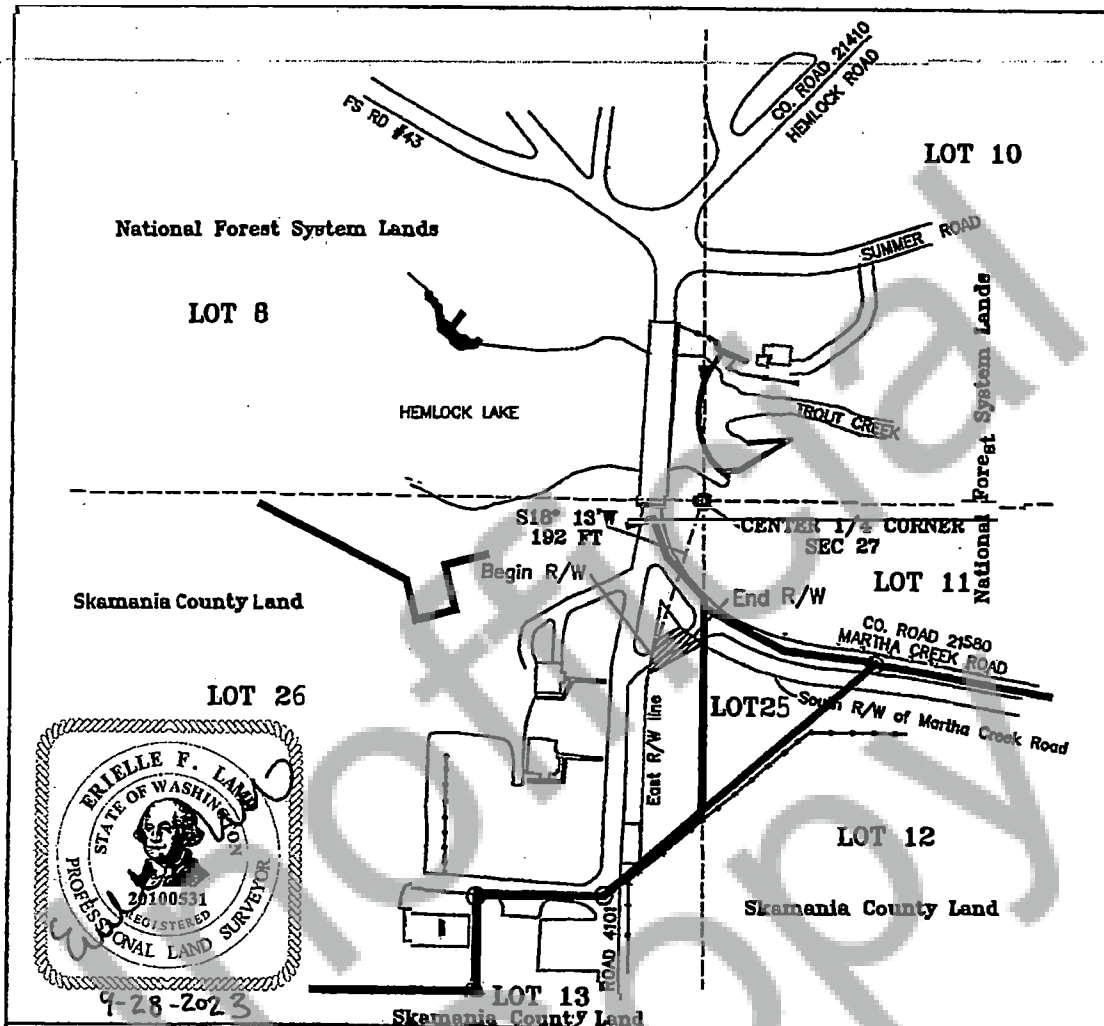 CO. ROAD 21410
HEMLOCK ROAD
FS RD #43
LOT 10
National Forest System Lands
SUMMER ROAD
LOT 8
National Forest System Lands
HEMLOCK LAKE
TROUT CREEK
S18° 13'W
192 FT
CENTER 1/4 CORNER
SEC 27
Begin R/W
LOT 11
Skamania County Land
End R/W
CO. ROAD 21580
MARTHA CREEK ROAD
LOT 26
LOT25
South R/W of Martha Creek Road
East R/W line
ERIELLE F. LAMB
STATE OF WASHINGTON
20100531
REGISTERED
PROFESSIONAL LAND SURVEYOR
LOT 12
Skamania County Land
ROAD 4101
9-28-2023
LOT 13
Skamania County Land
Unofficial
Copy